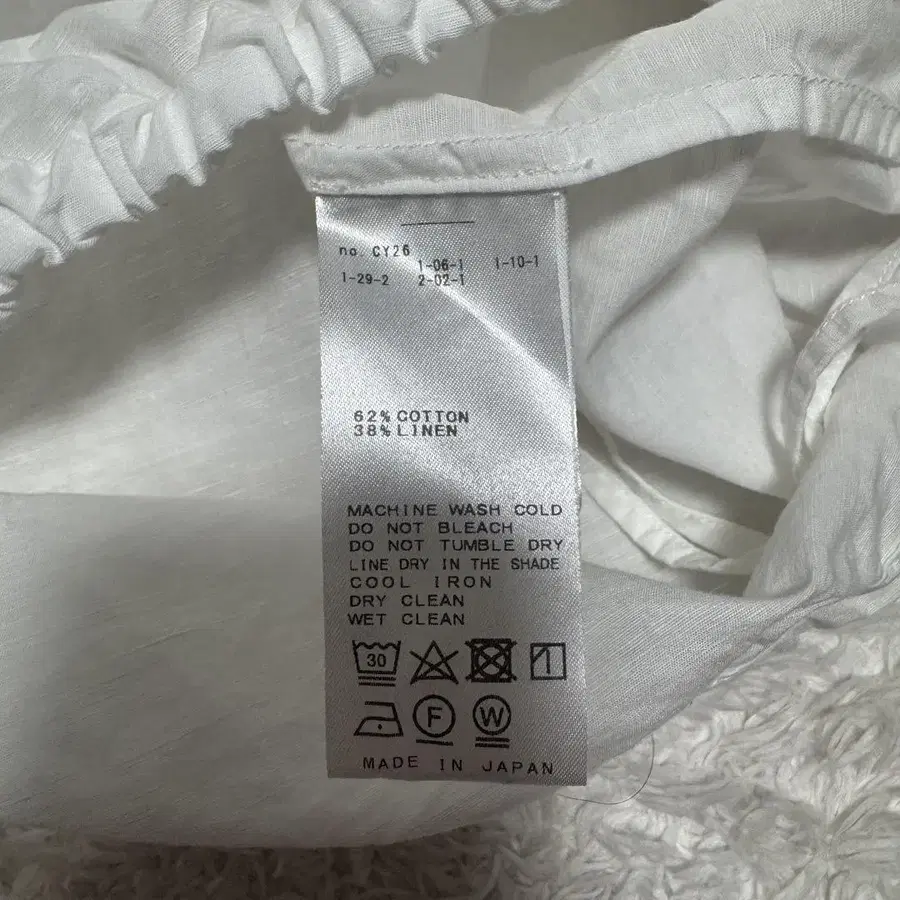 no. CY26
1-06-1 1-10-1
1-29-2 2-02-1
62% COTTON
38% LINEN
MACHINE WASH COLD
DO NOT BLEACH
DO NOT TUMBLE DRY
LINE DRY IN THE SHADE
COOL IRON
DRY CLEAN
WET CLEAN
30
F W
MADE IN JAPAN